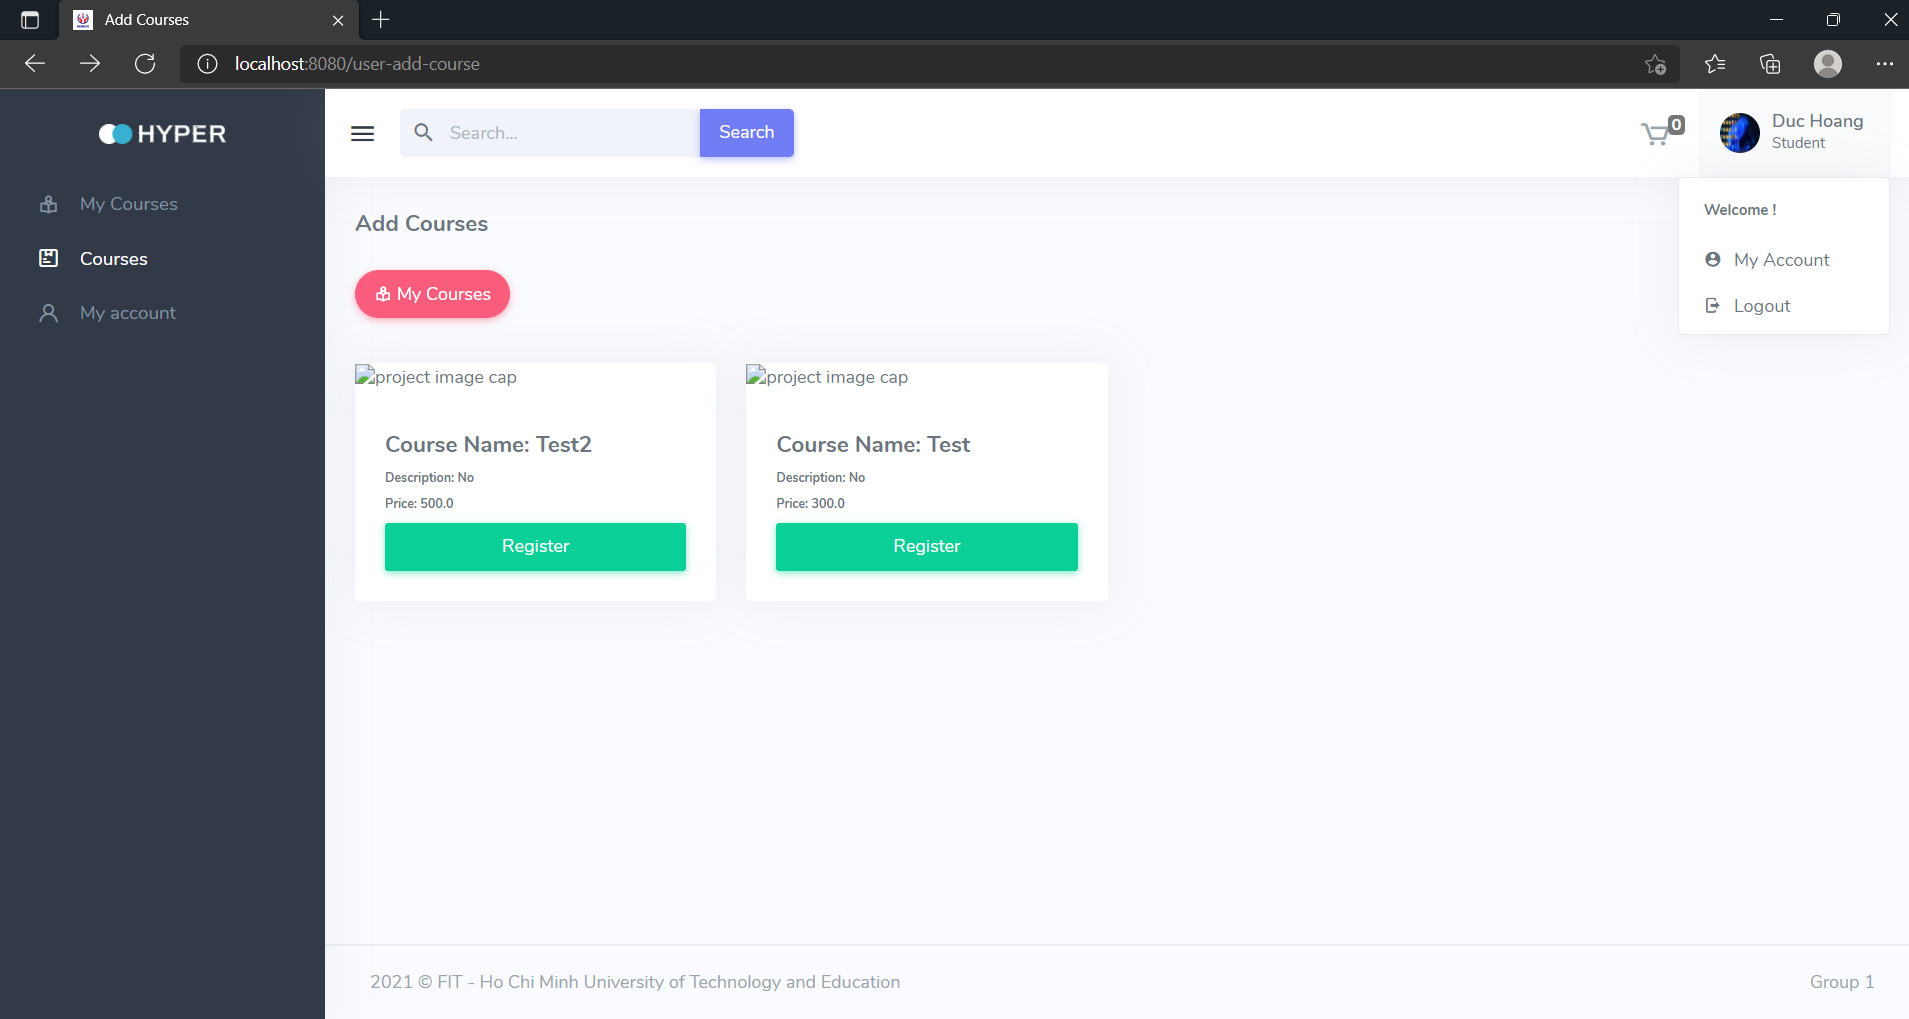 Add Courses
localhost:8080/user-add-course
HYPER
My Courses
Courses
My account
Search...
Search
0
Duc Hoang
Student
Welcome !
My Account
Logout
Add Courses
My Courses
project image cap
Course Name: Test2
Description: No
Price: 500.0
Register
project image cap
Course Name: Test
Description: No
Price: 300.0
Register
2021 © FIT - Ho Chi Minh University of Technology and Education
Group 1